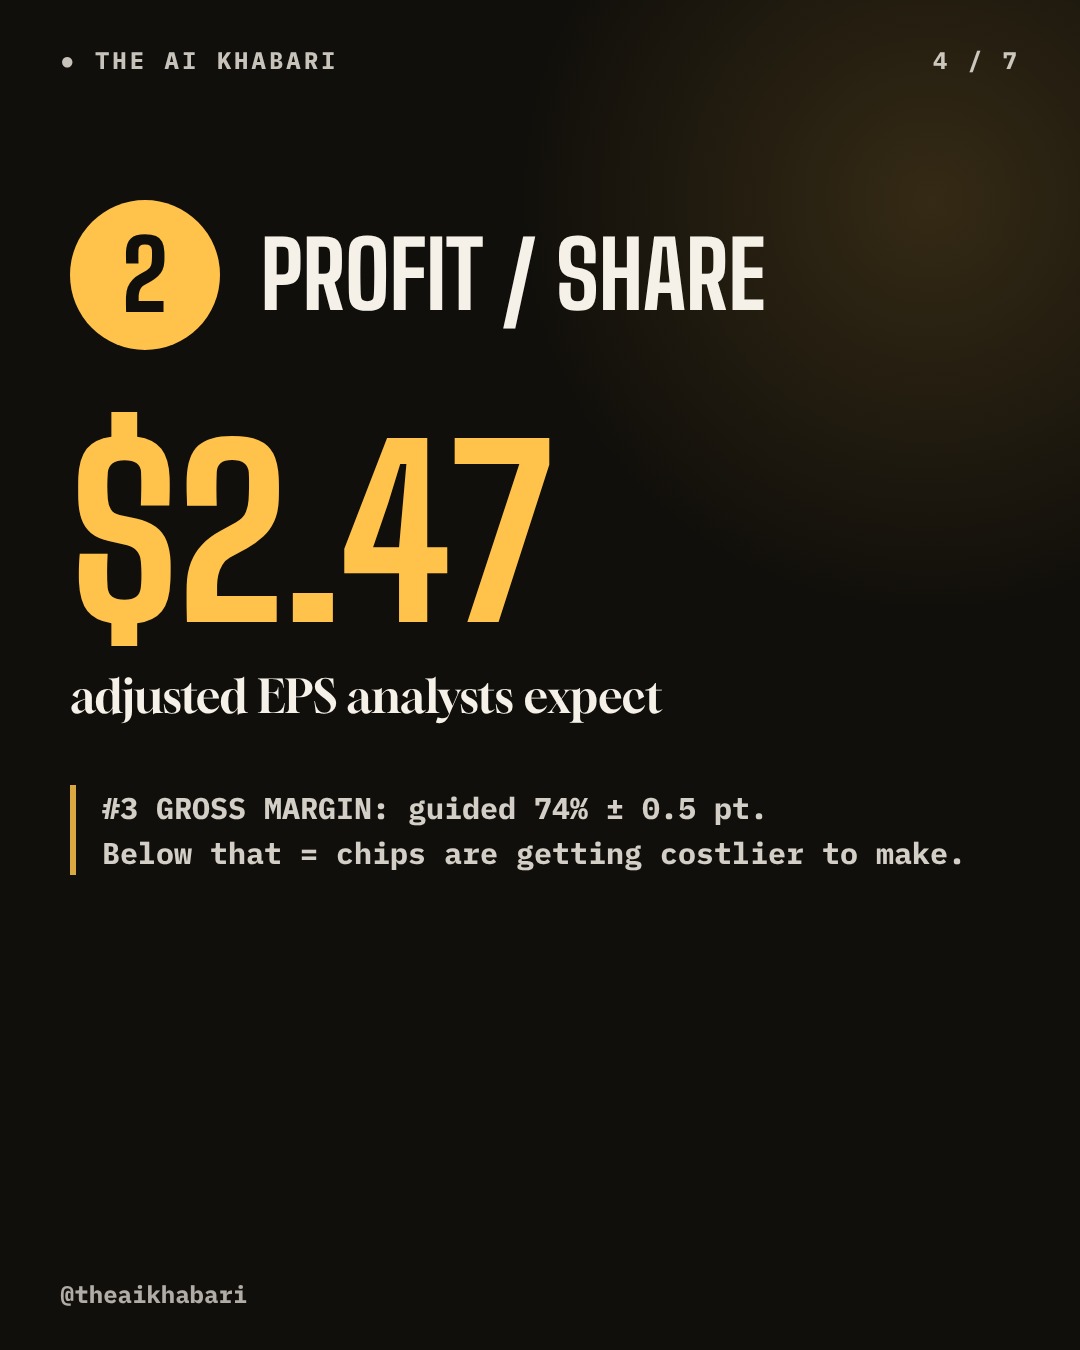 ● THE AI KHABARI
4 / 7
2 PROFIT / SHARE
$2.47
adjusted EPS analysts expect
#3 GROSS MARGIN: guided 74% ± 0.5 pt.
Below that = chips are getting costlier to make.
@theaikhabari